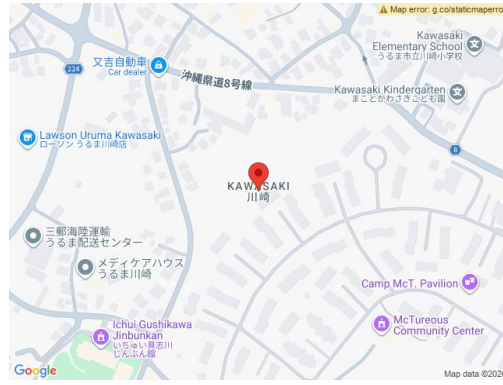 Map error: g.co/staticmaperro
Kawasaki
Elementary School
うるま市立川崎小学校
又吉自動車
Car dealer
224
沖縄県道8号線
Kawasaki Kindergarten
まことかわさきこども園
Lawson Uruma Kawasaki
ローソン うるま川崎店
8
KAWASAKI
川崎
三郵海陸運輸
うるま配送センター
メディケアハウス
うるま川崎
Camp McT. Pavilion
Ichui Gushikawa
Jinbunkan
いちゅい具志川
じんぶん館
McTureous
Community Center
Google
Map data ©202